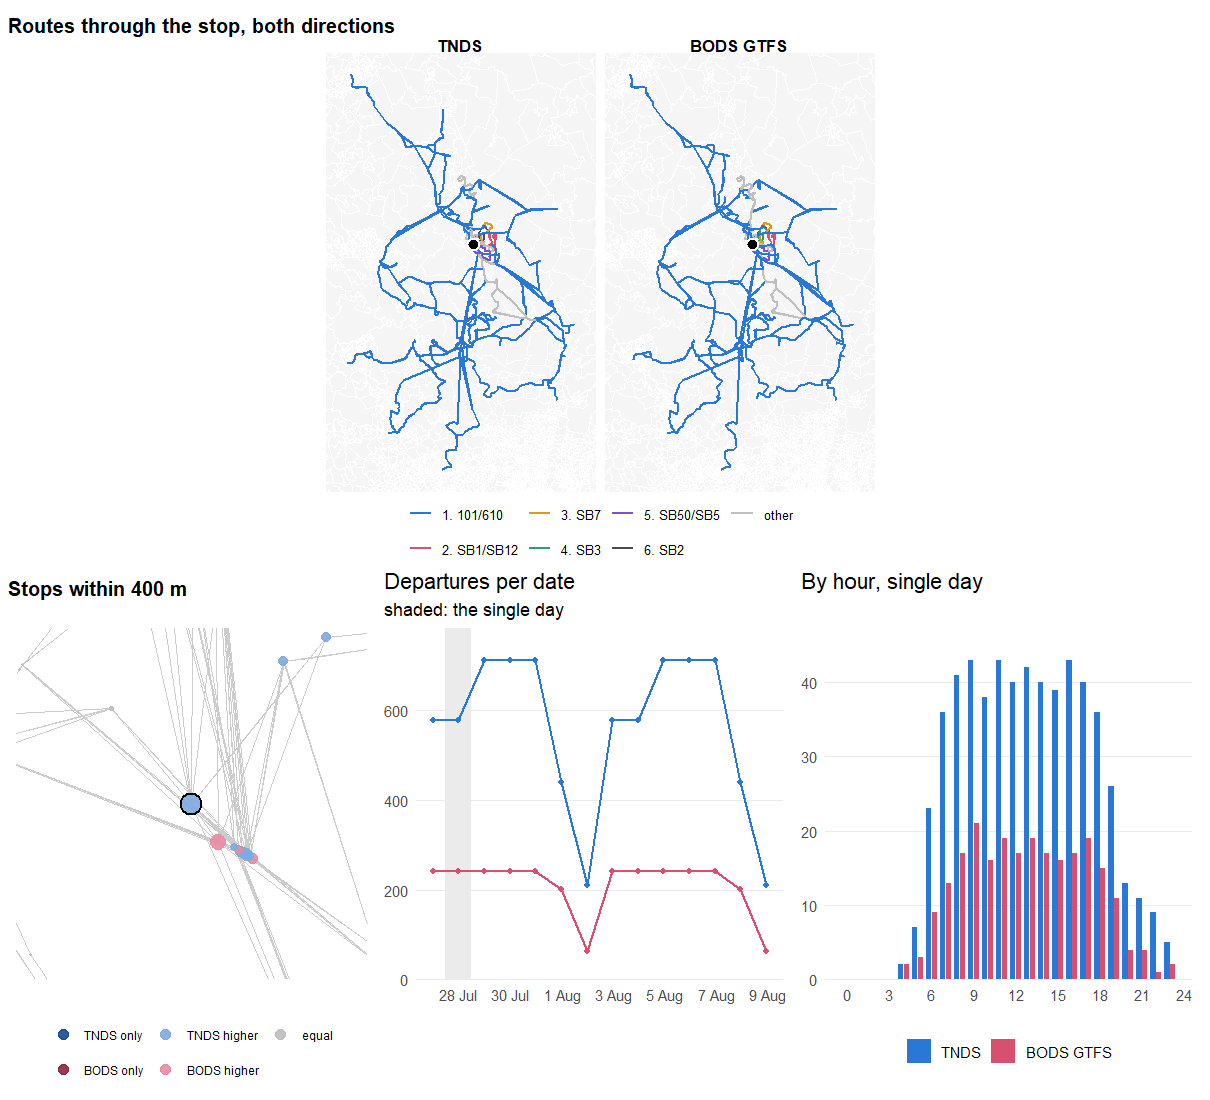 Routes through the stop, both directions
TNDS
BODS GTFS
1. 101/610
3. SB7
5. SB50/SB5
other
2. SB1/SB12
4. SB3
6. SB2
Stops within 400 m
TNDS only
TNDS higher
equal
BODS only
BODS higher
Departures per date
shaded: the single day
600
400
200
0
28 Jul
30 Jul
1 Aug
3 Aug
5 Aug
7 Aug
9 Aug
By hour, single day
40
30
20
10
0
0
3
6
9
12
15
18
21
24
TNDS
BODS GTFS